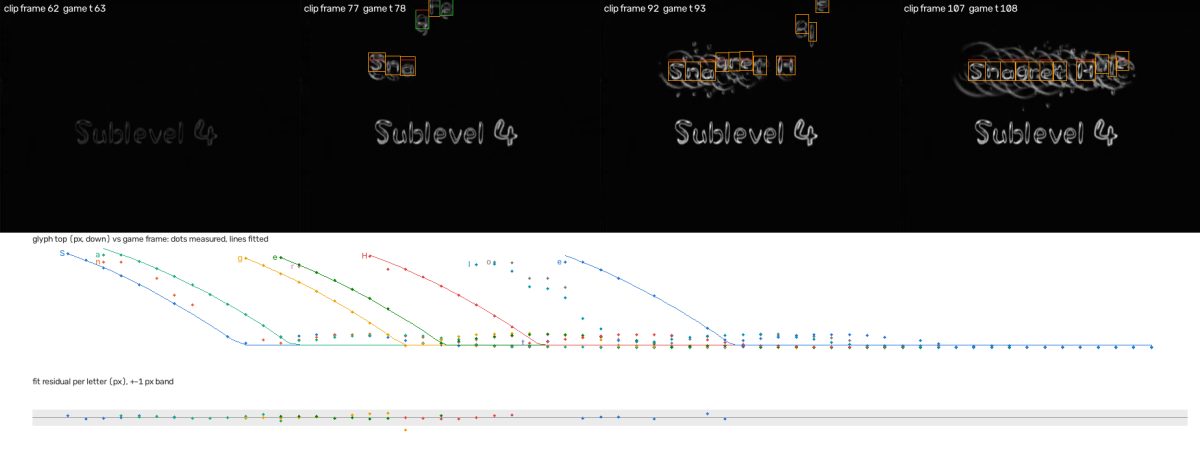 clip frame 62 game t 63
clip frame 77 game t 78
clip frame 92 game t 93
clip frame 107 game t 108
g
e
S n a
Snagret H
Snagret H l e
Sublevel 4
Sublevel 4
Sublevel 4
Sublevel 4
glyph top (px, down) vs game frame: dots measured, lines fitted
S
a
n
g
e
r
H
l
o
e
fit residual per letter (px), +-1 px band